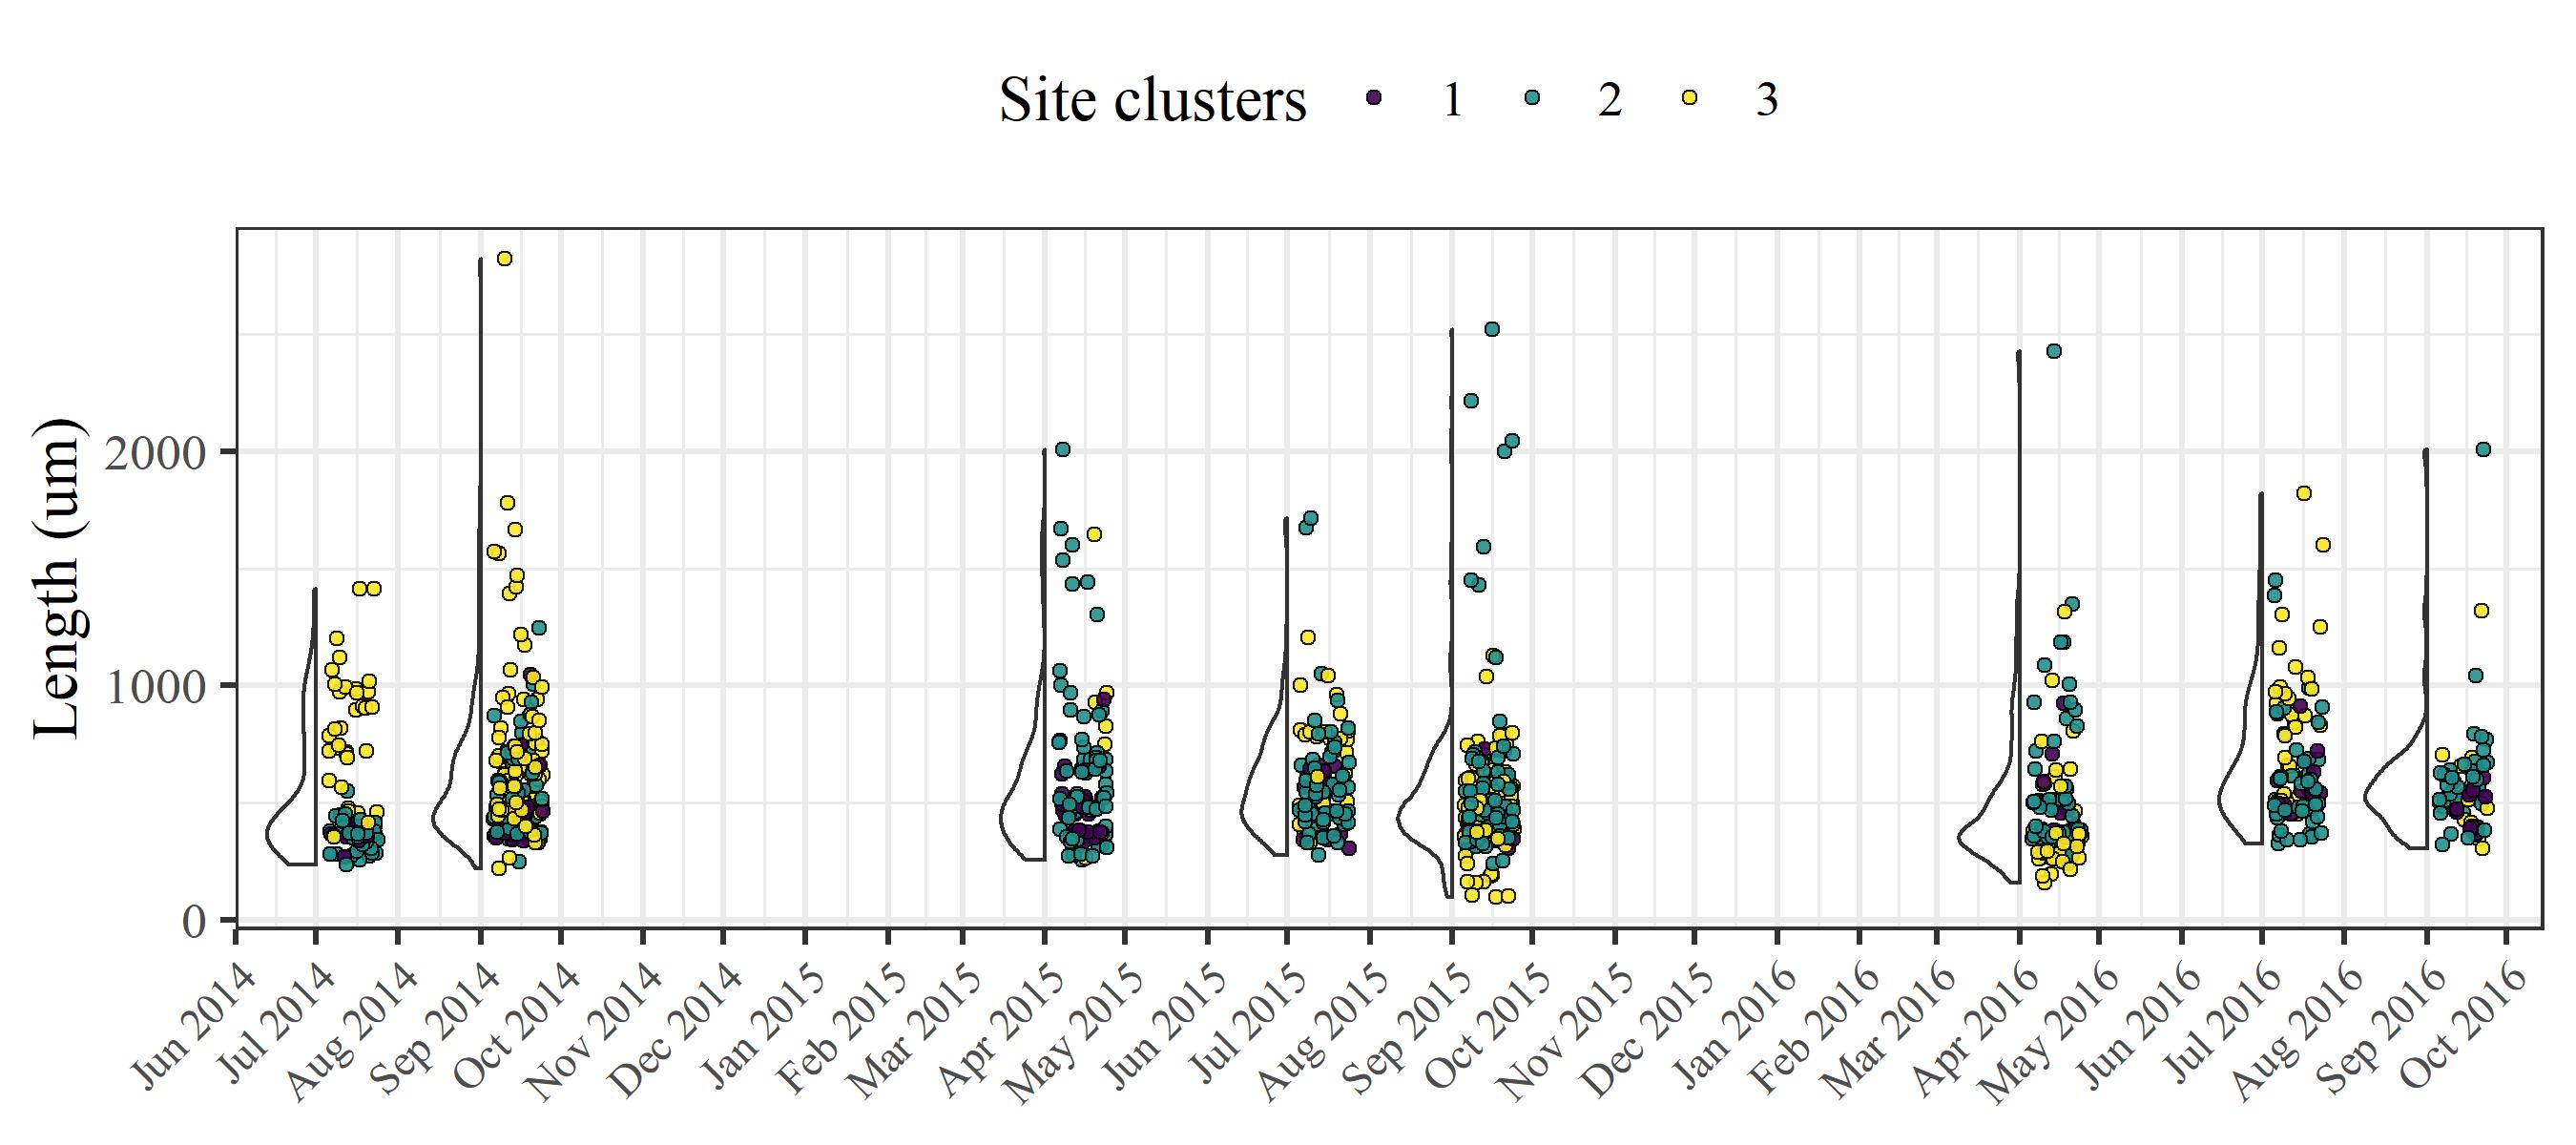 Site clusters 1 2 3
Length (um)
2000
1000
0
Jun 2014
Jul 2014
Aug 2014
Sep 2014
Oct 2014
Nov 2014
Dec 2014
Jan 2015
Feb 2015
Mar 2015
Apr 2015
May 2015
Jun 2015
Jul 2015
Aug 2015
Sep 2015
Oct 2015
Nov 2015
Dec 2015
Jan 2016
Feb 2016
Mar 2016
Apr 2016
May 2016
Jun 2016
Jul 2016
Aug 2016
Sep 2016
Oct 2016